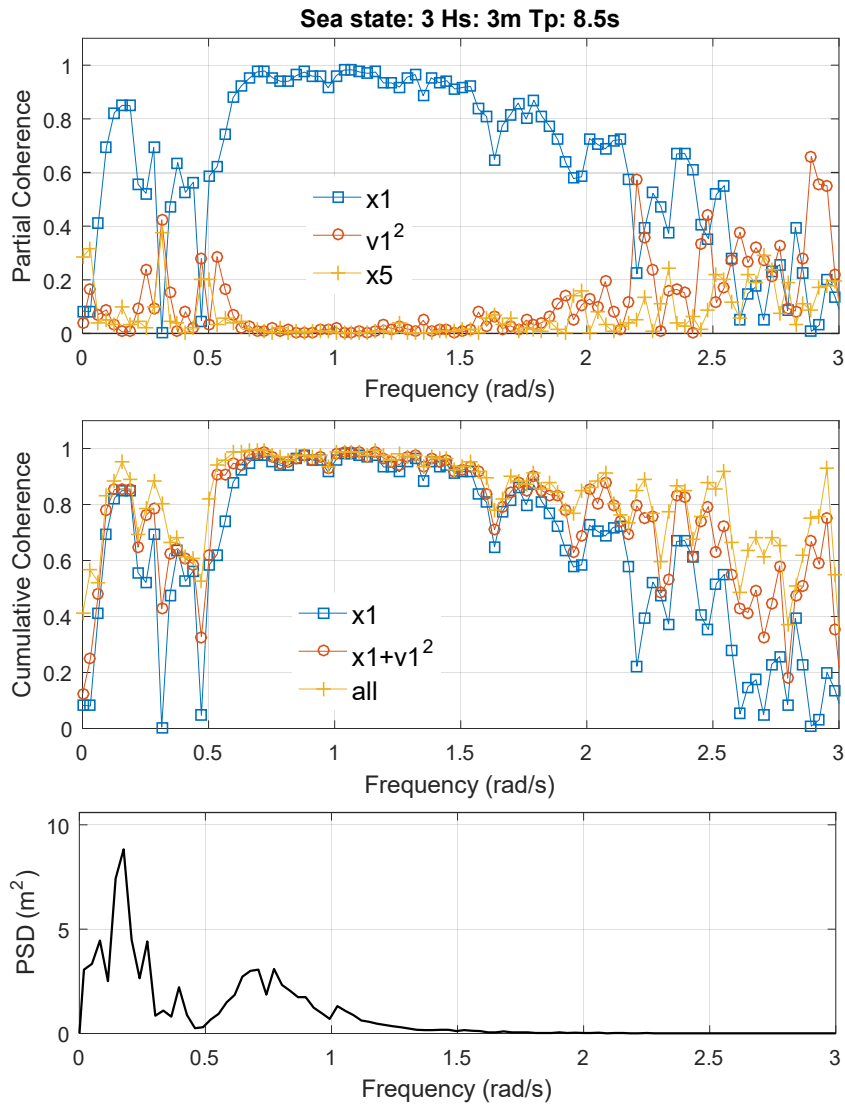 Sea state: 3 Hs: 3m Tp: 8.5s
Partial Coherence
1
0.8
0.6
0.4
0.2
0
x1
v1²
x5
0 0.5 1 1.5 2 2.5 3
Frequency (rad/s)
Cumulative Coherence
1
0.8
0.6
0.4
0.2
0
x1
x1+v1²
all
0 0.5 1 1.5 2 2.5 3
Frequency (rad/s)
PSD (m²)
10
5
0
0 0.5 1 1.5 2 2.5 3
Frequency (rad/s)